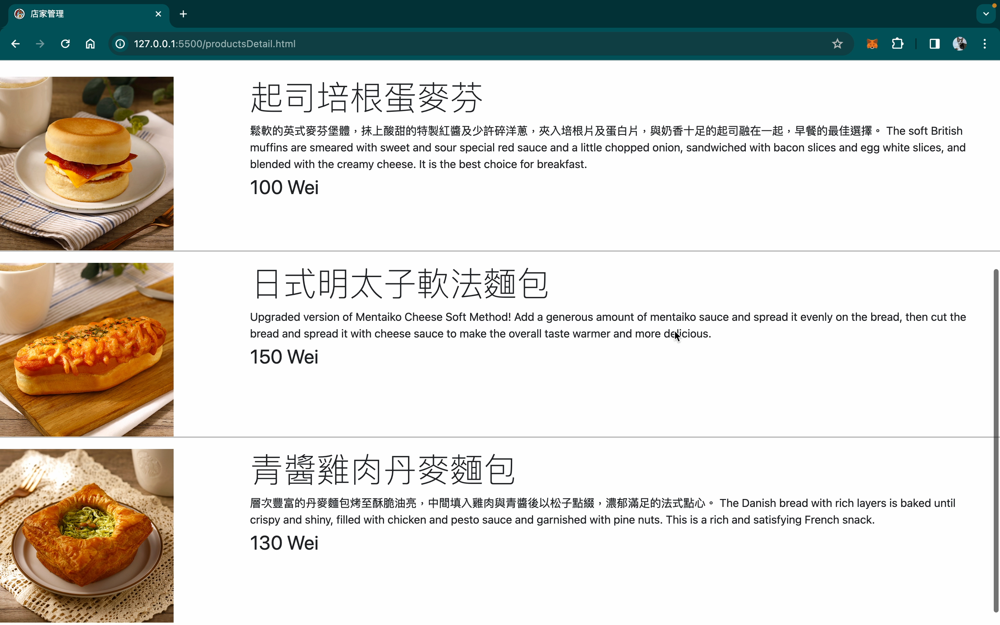 店家管理
127.0.0.1:5500/productsDetail.html
起司培根蛋麥芬
鬆軟的英式麥芬堡體，抹上酸甜的特製紅醬及少許碎洋蔥，夾入培根片及蛋白片，與奶香十足的起司融在一起，早餐的最佳選擇。 The soft British
muffins are smeared with sweet and sour special red sauce and a little chopped onion, sandwiched with bacon slices and egg white slices, and
blended with the creamy cheese. It is the best choice for breakfast.
100 Wei
日式明太子軟法麵包
Upgraded version of Mentaiko Cheese Soft Method! Add a generous amount of mentaiko sauce and spread it evenly on the bread, then cut the
bread and spread it with cheese sauce to make the overall taste warmer and more delicious.
150 Wei
青醬雞肉丹麥麵包
層次豐富的丹麥麵包烤至酥脆油亮，中間填入雞肉與青醬後以松子點綴，濃郁滿足的法式點心。 The Danish bread with rich layers is baked until
crispy and shiny, filled with chicken and pesto sauce and garnished with pine nuts. This is a rich and satisfying French snack.
130 Wei